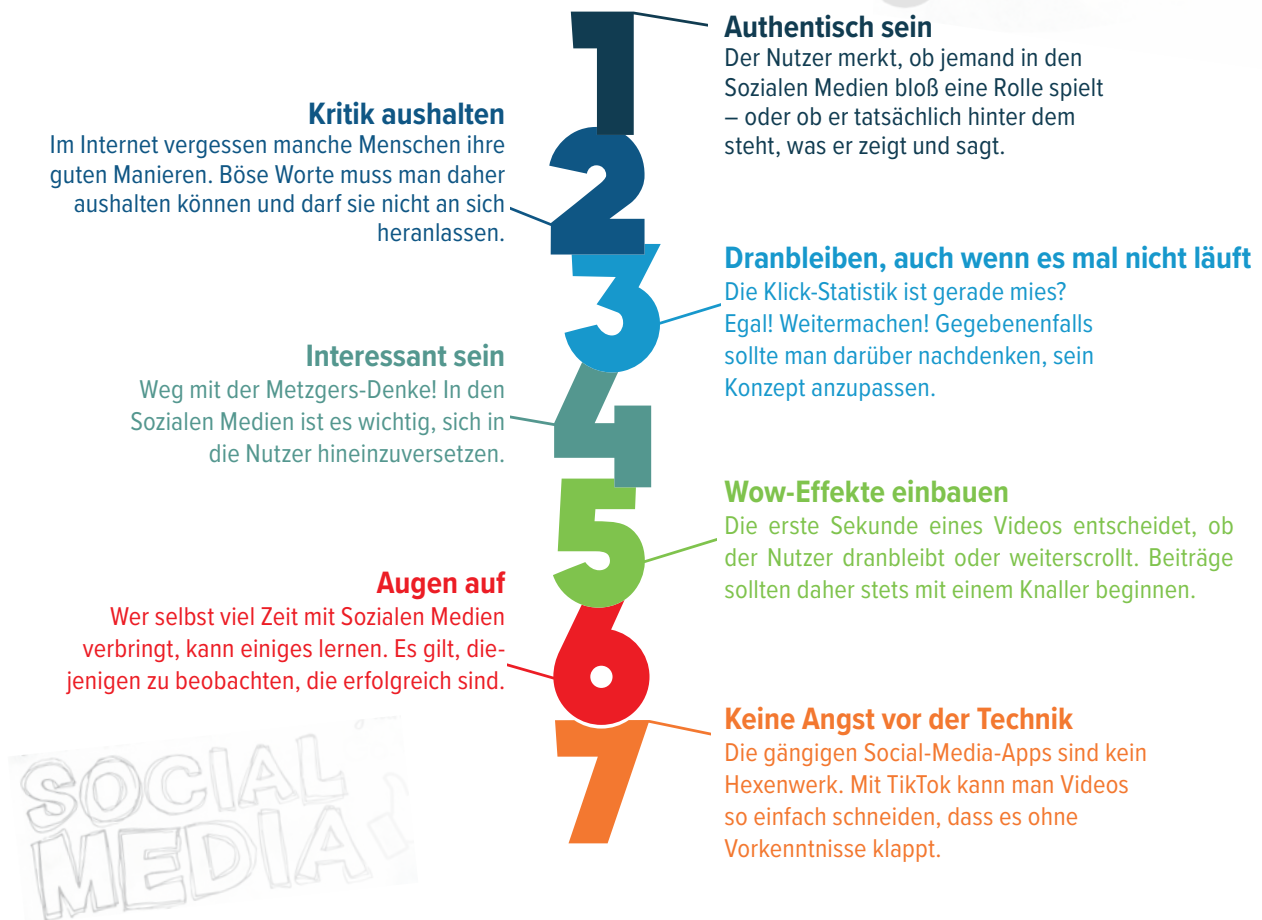 1
Authentisch sein
Der Nutzer merkt, ob jemand in den
Sozialen Medien bloß eine Rolle spielt
– oder ob er tatsächlich hinter dem
steht, was er zeigt und sagt.
2
Kritik aushalten
Im Internet vergessen manche Menschen ihre
guten Manieren. Böse Worte muss man daher
aushalten können und darf sie nicht an sich
heranlassen.
3
Dranbleiben, auch wenn es mal nicht läuft
Die Klick-Statistik ist gerade mies?
Egal! Weitermachen! Gegebenenfalls
sollte man darüber nachdenken, sein
Konzept anzupassen.
4
Interessant sein
Weg mit der Metzgers-Denke! In den
Sozialen Medien ist es wichtig, sich in
die Nutzer hineinzuversetzen.
5
Wow-Effekte einbauen
Die erste Sekunde eines Videos entscheidet, ob
der Nutzer dranbleibt oder weiterscrollt. Beiträge
sollten daher stets mit einem Knaller beginnen.
6
Augen auf
Wer selbst viel Zeit mit Sozialen Medien
verbringt, kann einiges lernen. Es gilt, die-
jenigen zu beobachten, die erfolgreich sind.
7
Keine Angst vor der Technik
Die gängigen Social-Media-Apps sind kein
Hexenwerk. Mit TikTok kann man Videos
so einfach schneiden, dass es ohne
Vorkenntnisse klappt.
SOCIAL
MEDIA